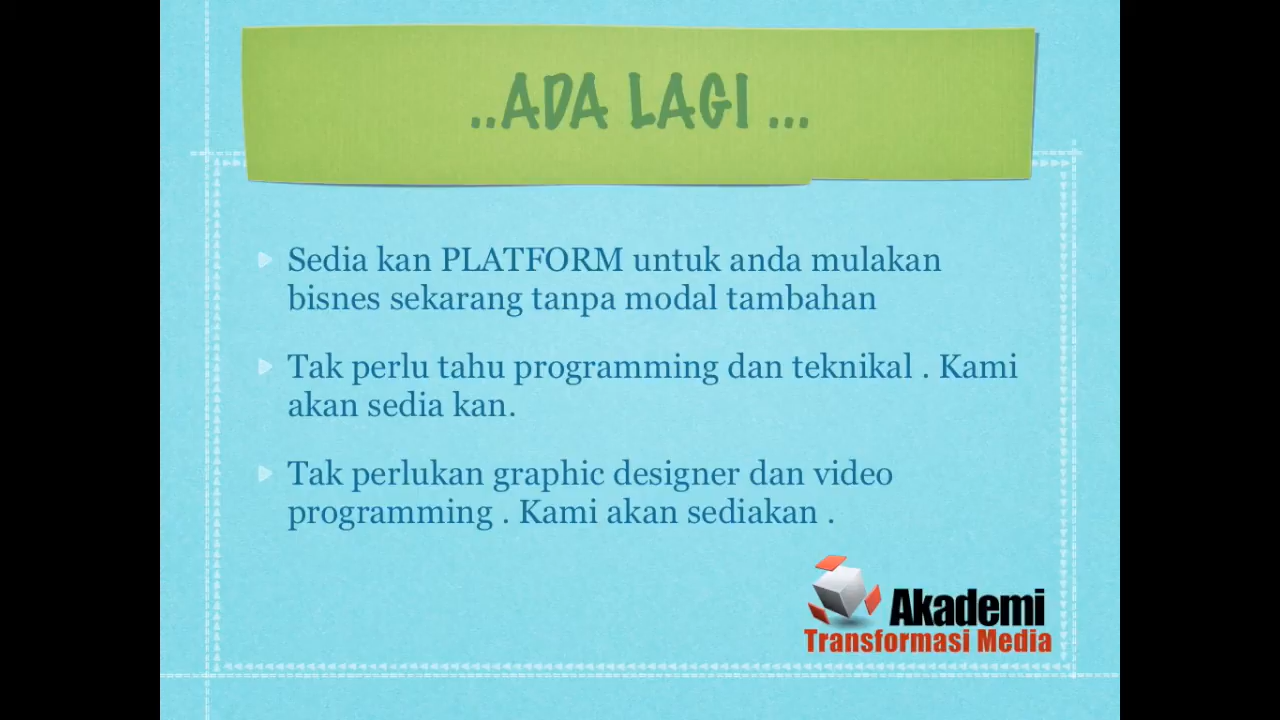 ..ADA LAGI ...
Sedia kan PLATFORM untuk anda mulakan
bisnes sekarang tanpa modal tambahan
Tak perlu tahu programming dan teknikal . Kami
akan sedia kan.
Tak perlukan graphic designer dan video
programming . Kami akan sediakan .
Akademi
Transformasi Media